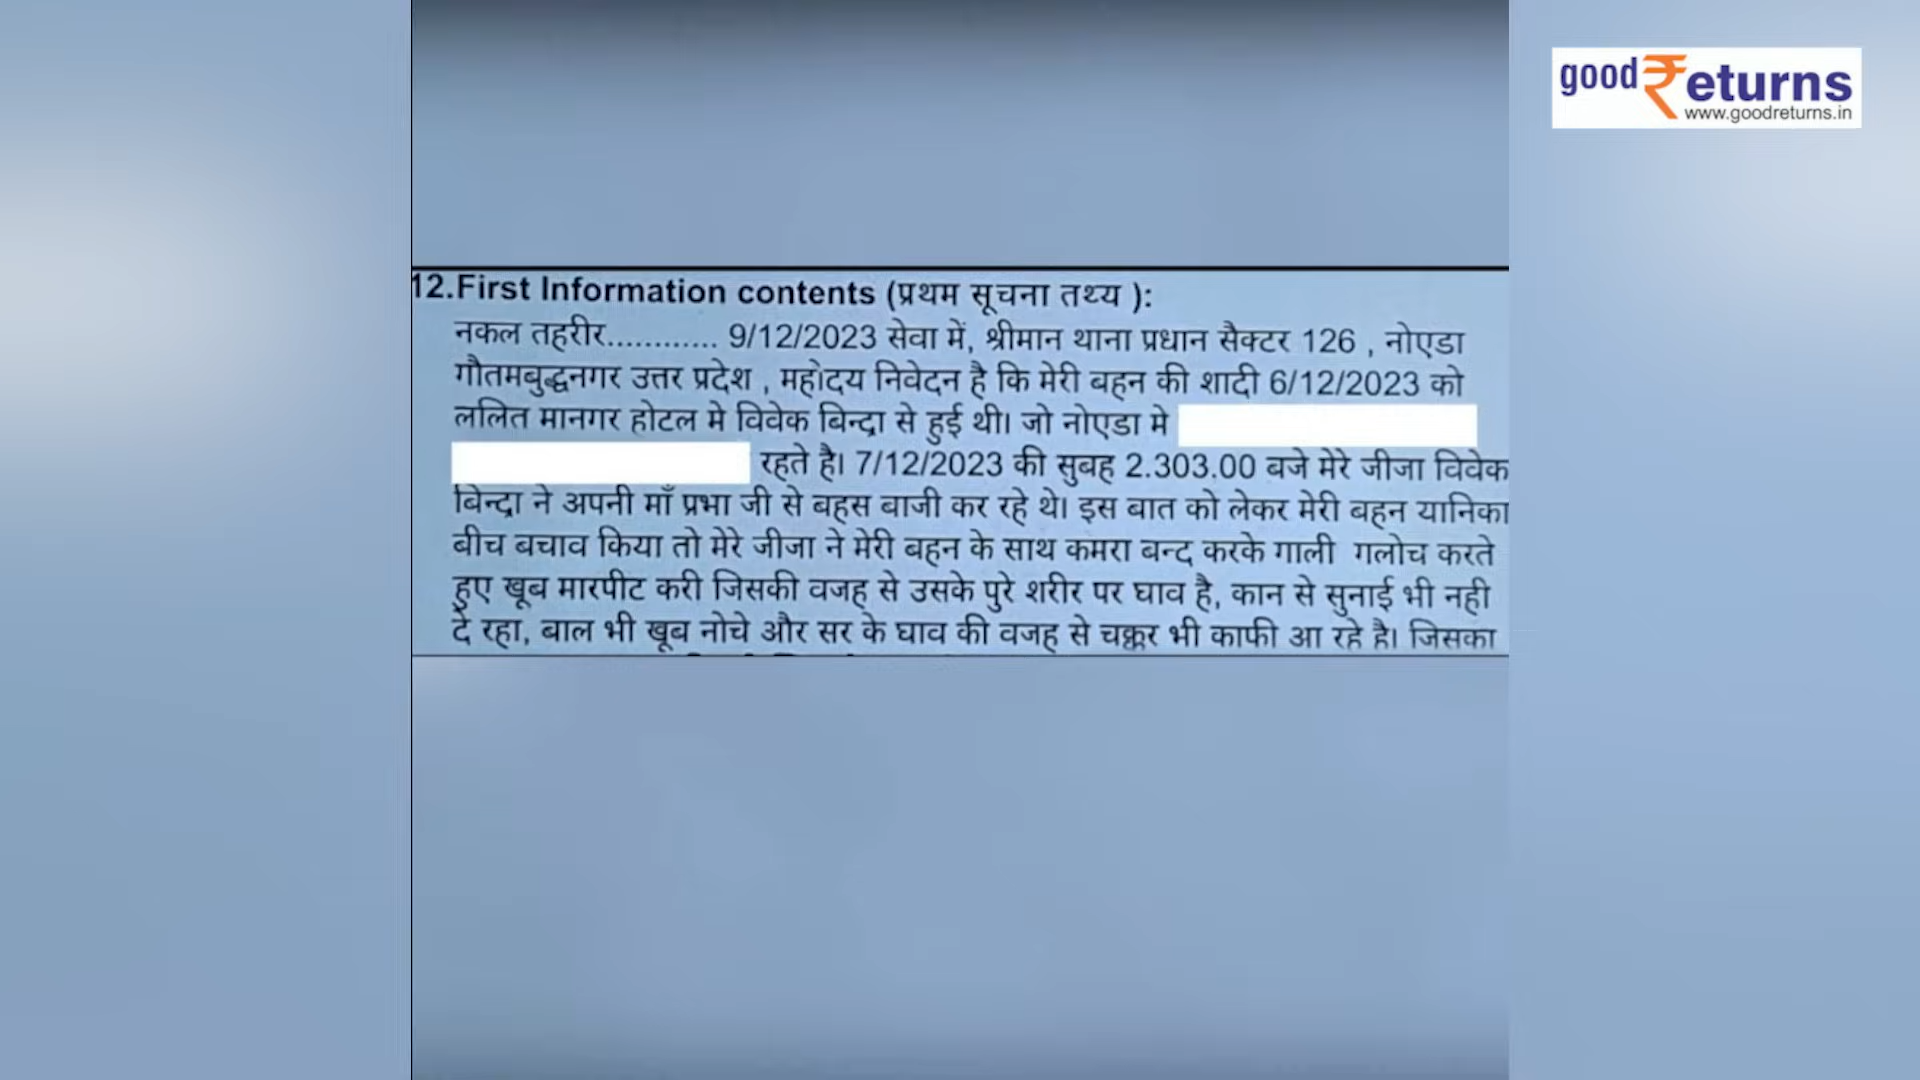 good₹eturns
www.goodreturns.in
12.First Information contents (प्रथम सूचना तथ्य ):
नकल तहरीर............ 9/12/2023 सेवा में, श्रीमान थाना प्रधान सैक्टर 126 , नोएडा
गौतमबुद्धनगर उत्तर प्रदेश , महोदय निवेदन है कि मेरी बहन की शादी 6/12/2023 को
ललित मानगर होटल मे विवेक बिन्द्रा से हुई थी। जो नोएडा मे
रहते है। 7/12/2023 की सुबह 2.303.00 बजे मेरे जीजा विवेक
बिन्द्रा ने अपनी माँ प्रभा जी से बहस बाजी कर रहे थे। इस बात को लेकर मेरी बहन यानिका
बीच बचाव किया तो मेरे जीजा ने मेरी बहन के साथ कमरा बन्द करके गाली गलोच करते
हुए खूब मारपीट करी जिसकी वजह से उसके पुरे शरीर पर घाव है, कान से सुनाई भी नही
दे रहा, बाल भी खूब नोचे और सर के घाव की वजह से चक्कर भी काफी आ रहे है। जिसका